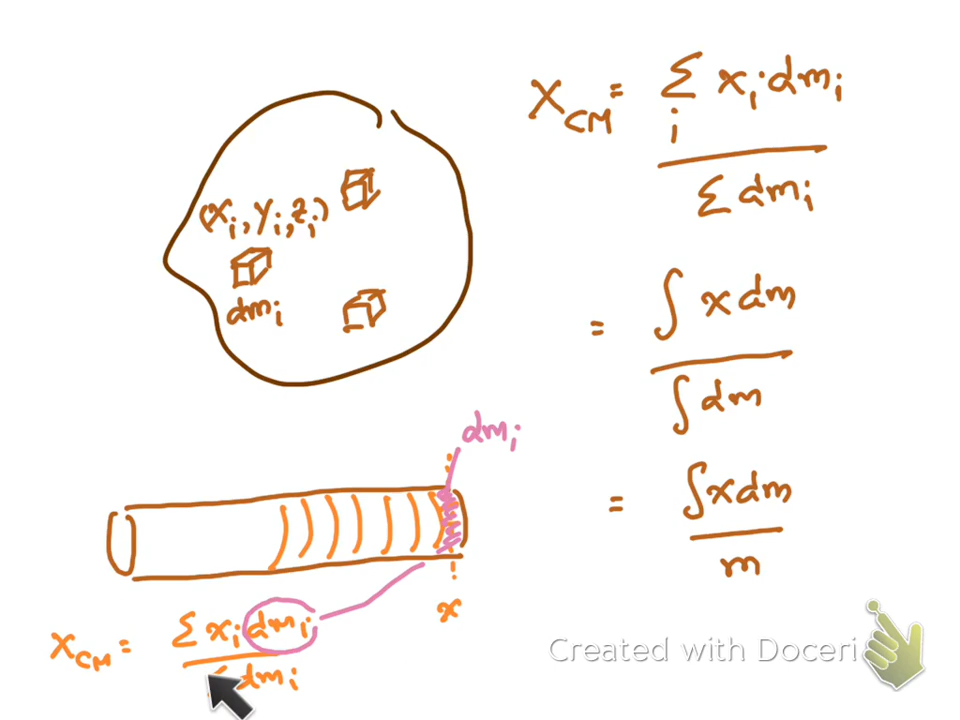 X_CM = Σ_i x_i dm_i / Σ dm_i
(x_i, y_i, z_i)
dm_i
= ∫ x dm / ∫ dm
dm_i
= ∫ x dm / m
x
X_CM = Σ x_i dm_i / Σ dm_i
Created with Doceri